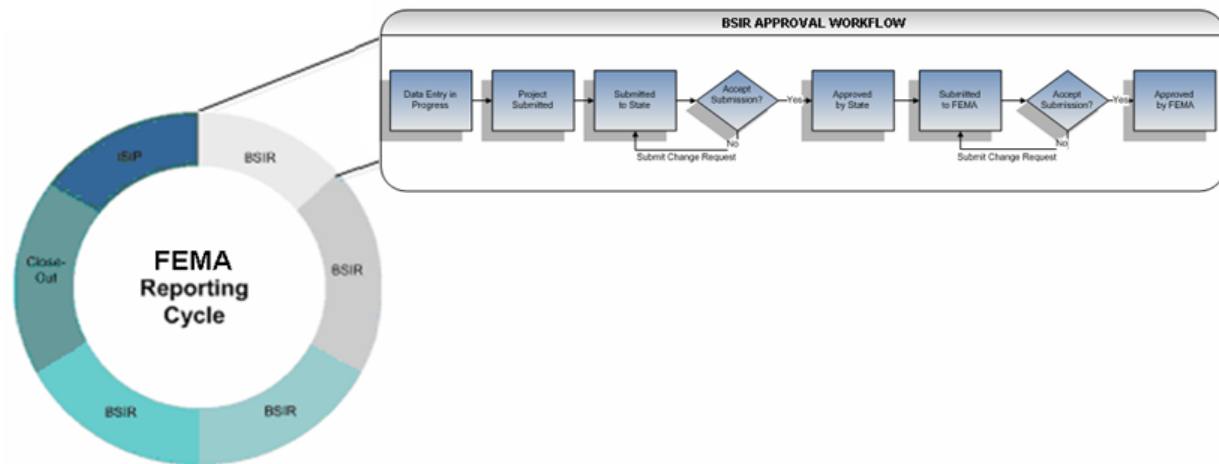 BSIR APPROVAL WORKFLOW
Data Entry in
Progress
Project
Submitted
Submitted
to State
Accept
Submission?
Yes
No
Submit Change Request
Approved
by State
Submitted
to FEMA
Accept
Submission?
Yes
No
Submit Change Request
Approved
by FEMA
ISIP
BSIR
BSIR
BSIR
BSIR
Close-
Out
FEMA
Reporting
Cycle